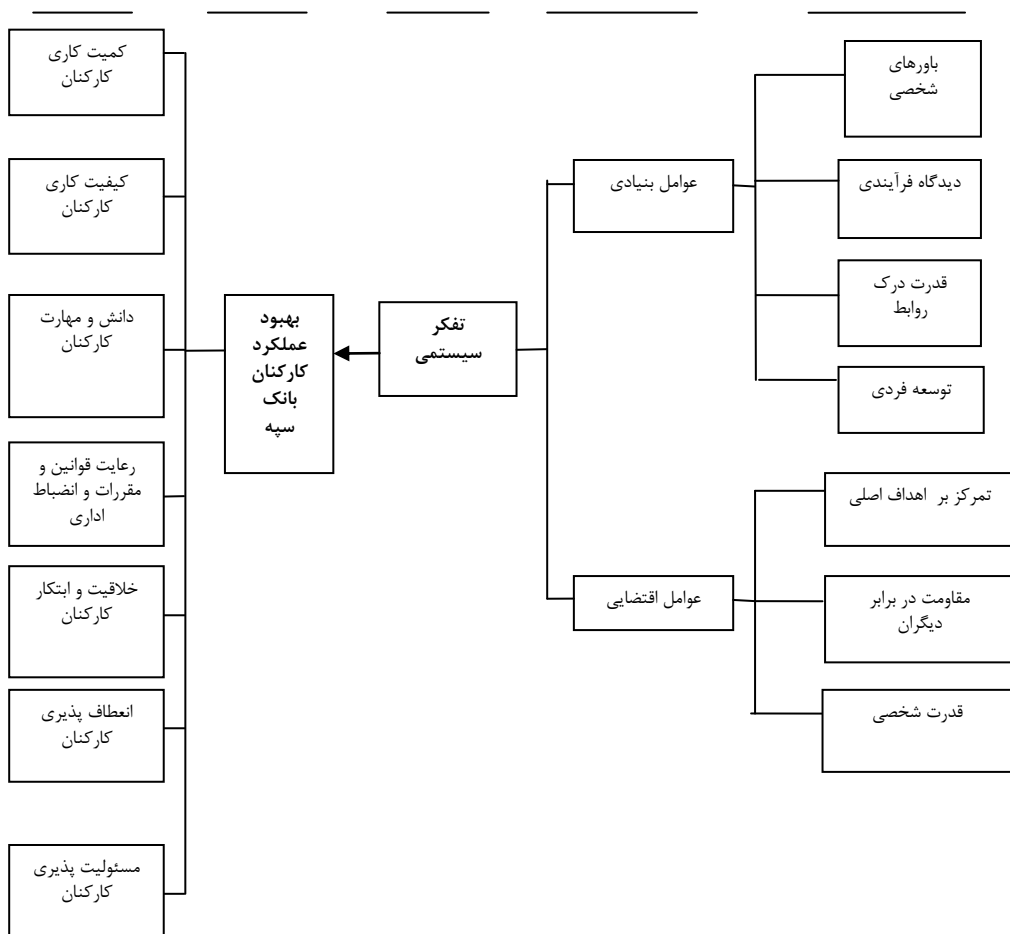 باورهای
شخصی
دیدگاه فرآیندی
قدرت درک
روابط
توسعه فردی
تمرکز بر اهداف اصلی
مقاومت در برابر
دیگران
قدرت شخصی
عوامل بنیادی
عوامل اقتضایی
تفکر
سیستمی
بهبود
عملکرد
کارکنان
بانک
سپه
کمیت کاری
کارکنان
کیفیت کاری
کارکنان
دانش و مهارت
کارکنان
رعایت قوانین و
مقررات و انضباط
اداری
خلاقیت و ابتکار
کارکنان
انعطاف پذیری
کارکنان
مسئولیت پذیری
کارکنان